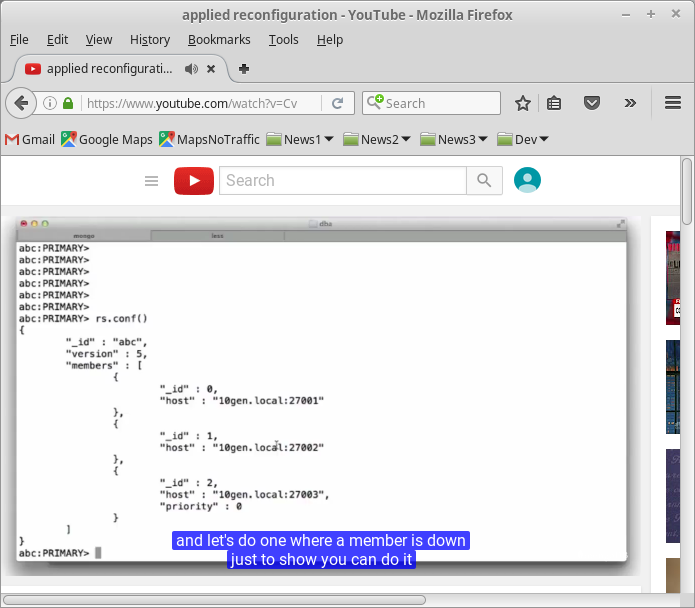 applied reconfiguration - YouTube - Mozilla Firefox
File Edit View History Bookmarks Tools Help
applied reconfigurati...
https://www.youtube.com/watch?v=Cv
Search
Gmail Google Maps MapsNoTraffic News1 News2 News3 Dev
Search
dba
mongo less
abc:PRIMARY>
abc:PRIMARY>
abc:PRIMARY>
abc:PRIMARY>
abc:PRIMARY>
abc:PRIMARY>
abc:PRIMARY> rs.conf()
{
"_id" : "abc",
"version" : 5,
"members" : [
{
"_id" : 0,
"host" : "10gen.local:27001"
},
{
"_id" : 1,
"host" : "10gen.local:27002"
},
{
"_id" : 2,
"host" : "10gen.local:27003",
"priority" : 0
}
]
}
abc:PRIMARY>
and let's do one where a member is down
just to show you can do it